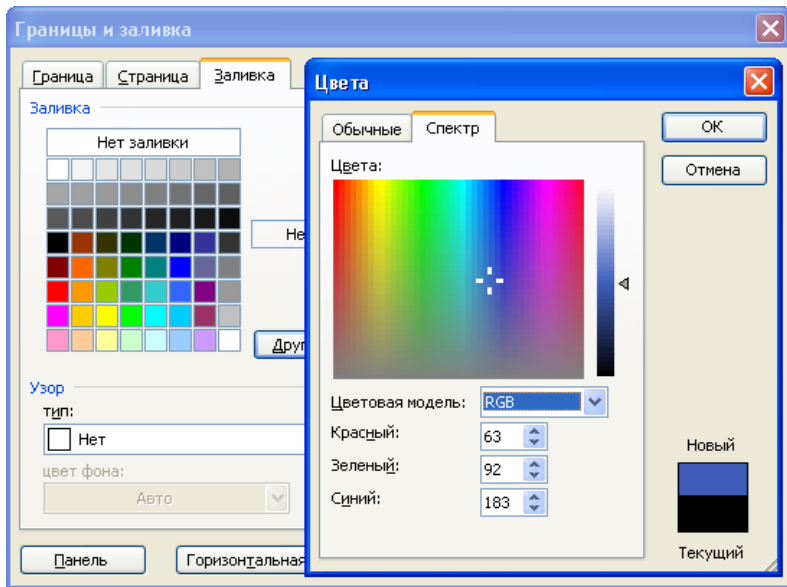 Границы и заливка
Граница
Страница
Заливка
Заливка
Нет заливки
Не
Друг
Узор
тип:
Нет
цвет фона:
Авто
Панель
Горизонтальная
Цвета
Обычные
Спектр
Цвета:
Цветовая модель:
RGB
Красный:
63
Зеленый:
92
Синий:
183
ОК
Отмена
Новый
Текущий